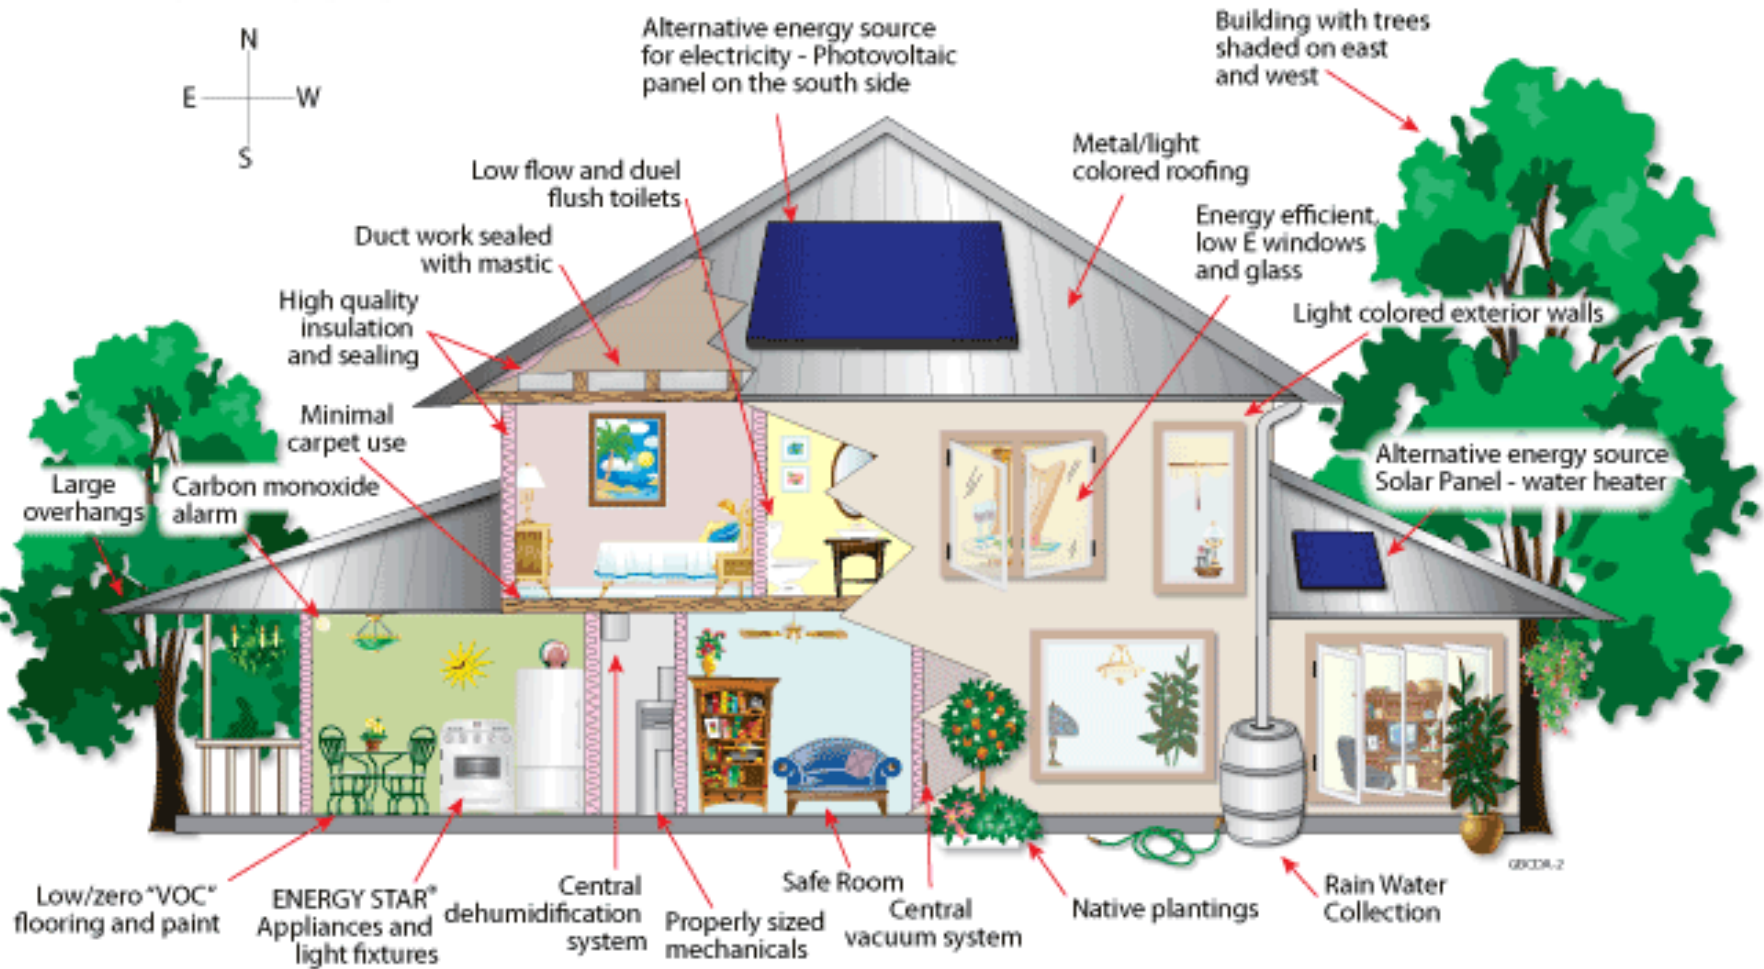 N
E W
S
Alternative energy source
for electricity - Photovoltaic
panel on the south side
Building with trees
shaded on east
and west
Metal/light
colored roofing
Low flow and duel
flush toilets
Energy efficient,
low E windows
and glass
Duct work sealed
with mastic
High quality
insulation
and sealing
Light colored exterior walls
Minimal
carpet use
Alternative energy source
Solar Panel - water heater
Large
overhangs
Carbon monoxide
alarm
GBCDR-2
Low/zero "VOC"
flooring and paint
ENERGY STAR®
Appliances and
light fixtures
Central
dehumidification
system
Properly sized
mechanicals
Safe Room
Central
vacuum system
Native plantings
Rain Water
Collection